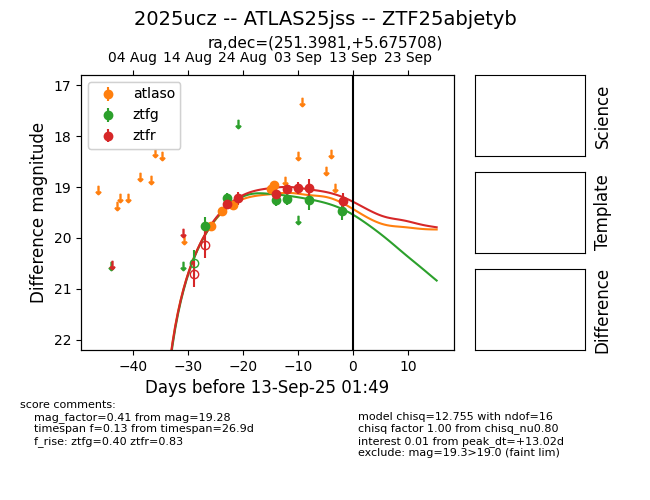 2025ucz -- ATLAS25jss -- ZTF25abjetyb
ra,dec=(251.3981,+5.675708)
04 Aug 14 Aug 24 Aug 03 Sep 13 Sep 23 Sep
atlaso
ztfg
ztfr
17
18
19
20
21
22
Difference magnitude
−40 −30 −20 −10 0 10
Days before 13-Sep-25 01:49
Science
Template
Difference
score comments:
mag_factor=0.41 from mag=19.28
timespan f=0.13 from timespan=26.9d
f_rise: ztfg=0.40 ztfr=0.83
model chisq=12.755 with ndof=16
chisq factor 1.00 from chisq_nu0.80
interest 0.01 from peak_dt=+13.02d
exclude: mag=19.3>19.0 (faint lim)